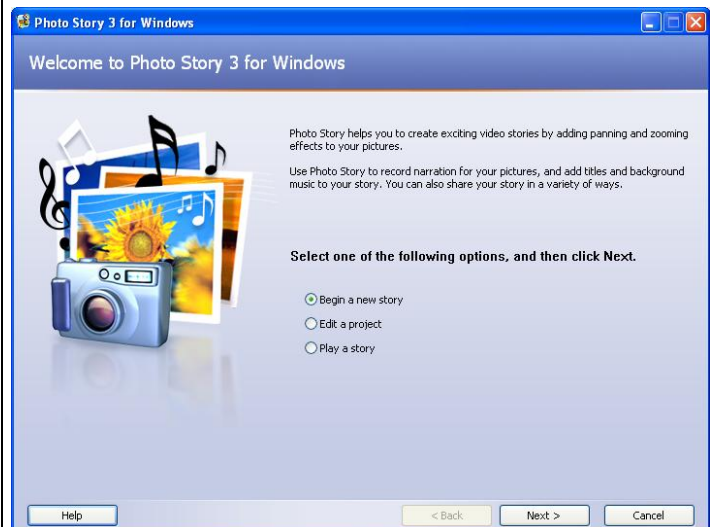 Photo Story 3 for Windows
Welcome to Photo Story 3 for Windows
Photo Story helps you to create exciting video stories by adding panning and zooming
effects to your pictures.
Use Photo Story to record narration for your pictures, and add titles and background
music to your story. You can also share your story in a variety of ways.
Select one of the following options, and then click Next.
Begin a new story
Edit a project
Play a story
Help
< Back
Next >
Cancel